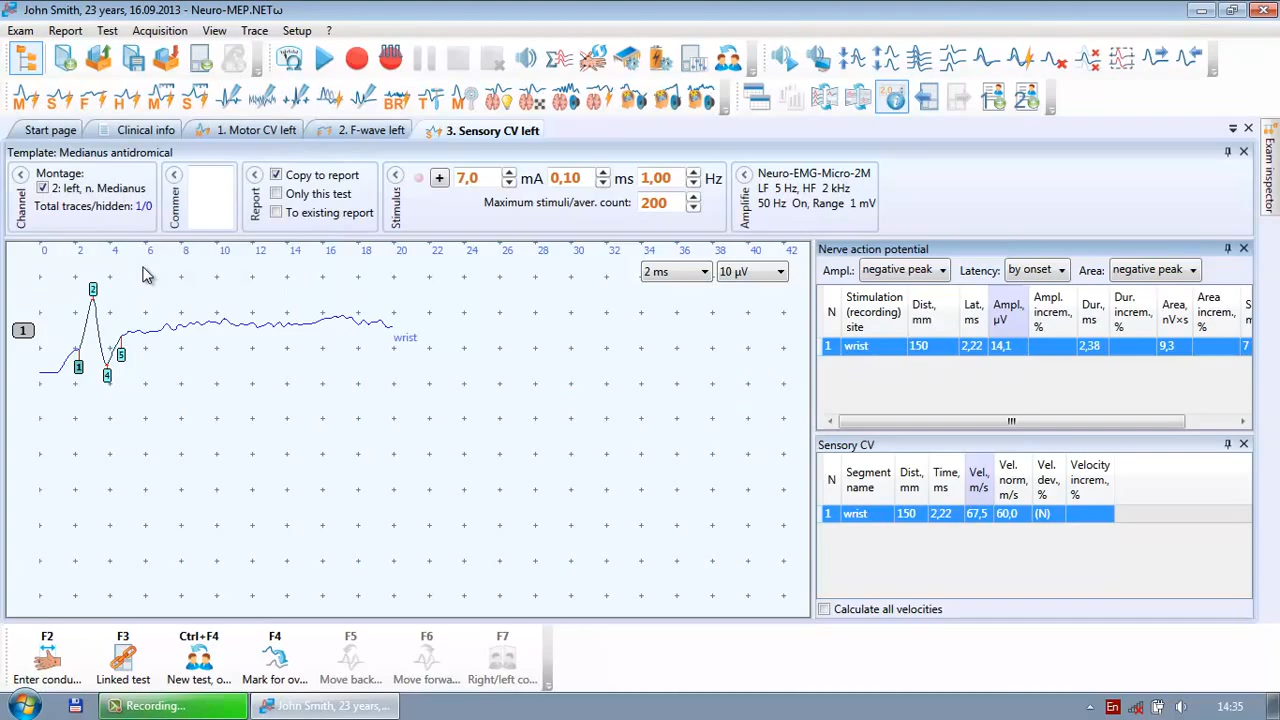 John Smith, 23 years, 16.09.2013 - Neuro-MEP.NETω
Exam Report Test Acquisition View Trace Setup ?
Start page Clinical info 1. Motor CV left 2. F-wave left 3. Sensory CV left
Template: Medianus antidromical
Channel
Montage:
2: left, n. Medianus
Total traces/hidden: 1/0
Report
Copy to report
Only this test
To existing report
Stimulus
+ 7,0 mA 0,10 ms 1,00 Hz
Maximum stimuli/aver. count: 200
Neuro-EMG-Micro-2M
LF 5 Hz, HF 2 kHz
50 Hz On, Range 1 mV
Exam inspector
0 2 4 6 8 10 12 14 16 18 20 22 24 26 28 30 32 34 36 38 40 42
2 ms 10 µV
2
1
1
5
4
wrist
Nerve action potential
Ampl.: negative peak Latency: by onset Area: negative peak
N Stimulation (recording) site Dist., mm Lat., ms Ampl., µV Ampl. increm., % Dur., ms Dur. increm., % Area, nV×s Area increm., %
1 wrist 150 2,22 14,1 2,38 9,3 7
Sensory CV
N Segment name Dist., mm Time, ms Vel., m/s Vel. norm, m/s Vel. dev., % Velocity increm., %
1 wrist 150 2,22 67,5 60,0 (N)
Calculate all velocities
F2 F3 Ctrl+F4 F4 F5 F6 F7
Enter condu... Linked test New test, o... Mark for ov... Move back... Move forwa... Right/left co...
Recording... John Smith, 23 years,... En 14:35